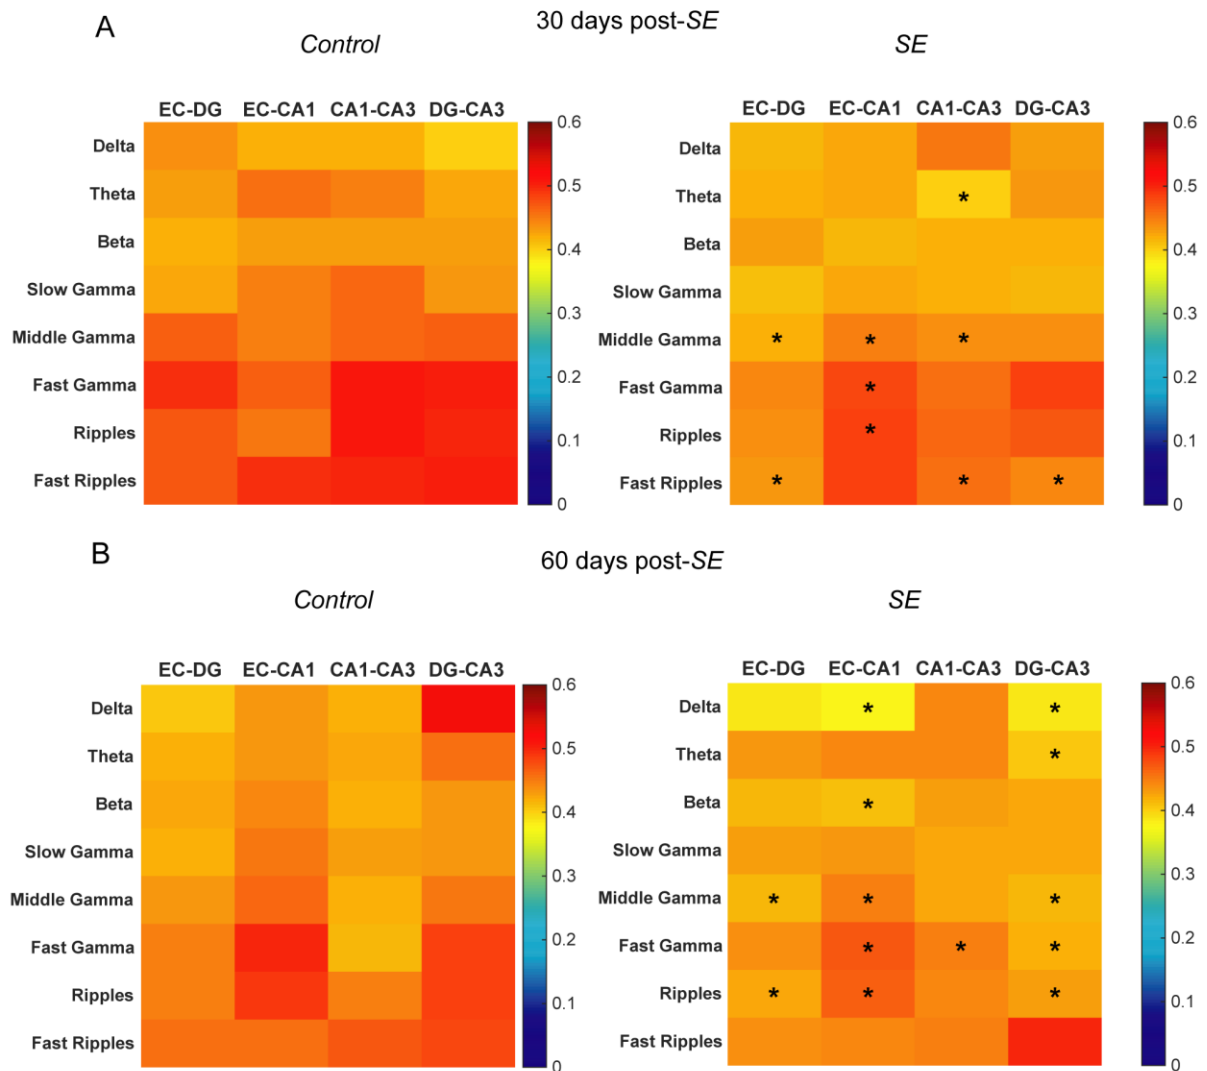 A
30 days post-SE
Control
SE
EC-DG EC-CA1 CA1-CA3 DG-CA3
Delta
Theta
Beta
Slow Gamma
Middle Gamma
Fast Gamma
Ripples
Fast Ripples
0.6
0.5
0.4
0.3
0.2
0.1
0
EC-DG EC-CA1 CA1-CA3 DG-CA3
Delta
Theta
*
Beta
Slow Gamma
Middle Gamma
* * *
Fast Gamma
*
Ripples
*
Fast Ripples
* * *
0.6
0.5
0.4
0.3
0.2
0.1
0
B
60 days post-SE
Control
SE
EC-DG EC-CA1 CA1-CA3 DG-CA3
Delta
Theta
Beta
Slow Gamma
Middle Gamma
Fast Gamma
Ripples
Fast Ripples
0.6
0.5
0.4
0.3
0.2
0.1
0
EC-DG EC-CA1 CA1-CA3 DG-CA3
Delta
* *
Theta
*
Beta
*
Slow Gamma
Middle Gamma
* * *
Fast Gamma
* * *
Ripples
* * *
Fast Ripples
0.6
0.5
0.4
0.3
0.2
0.1
0